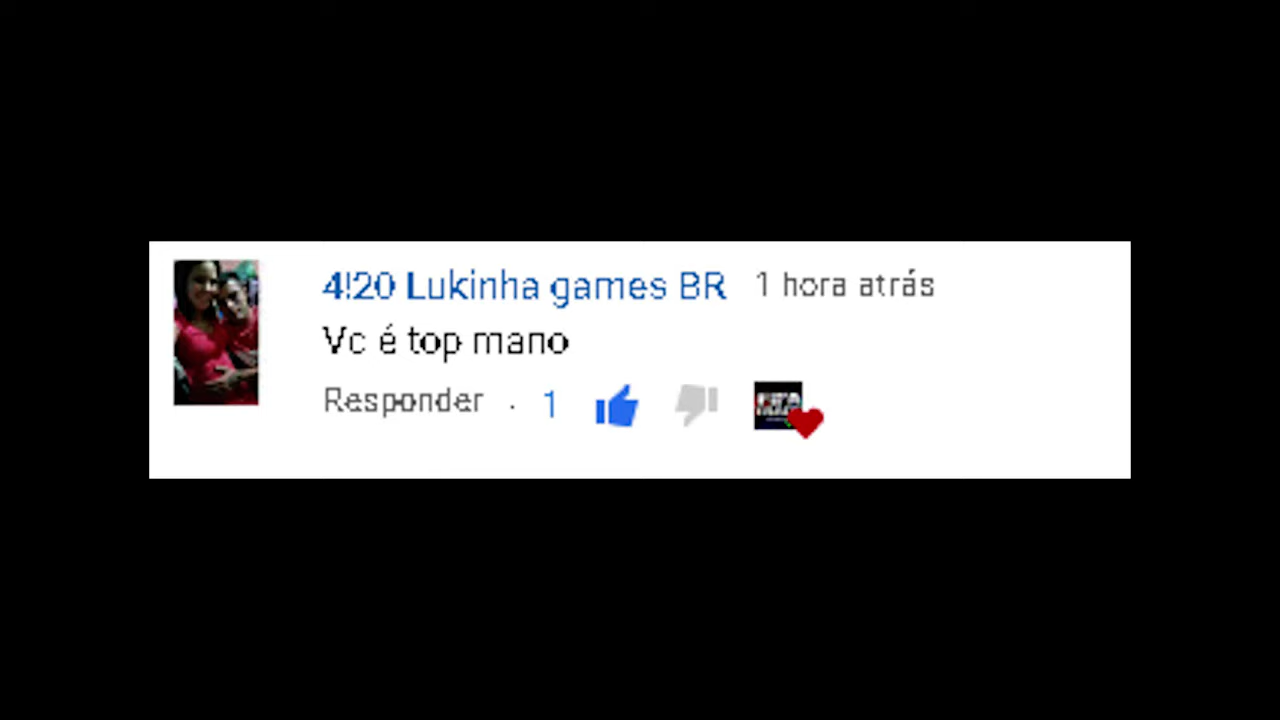 4!20 Lukinha games BR 1 hora atrás
Vc é top mano
Responder · 1